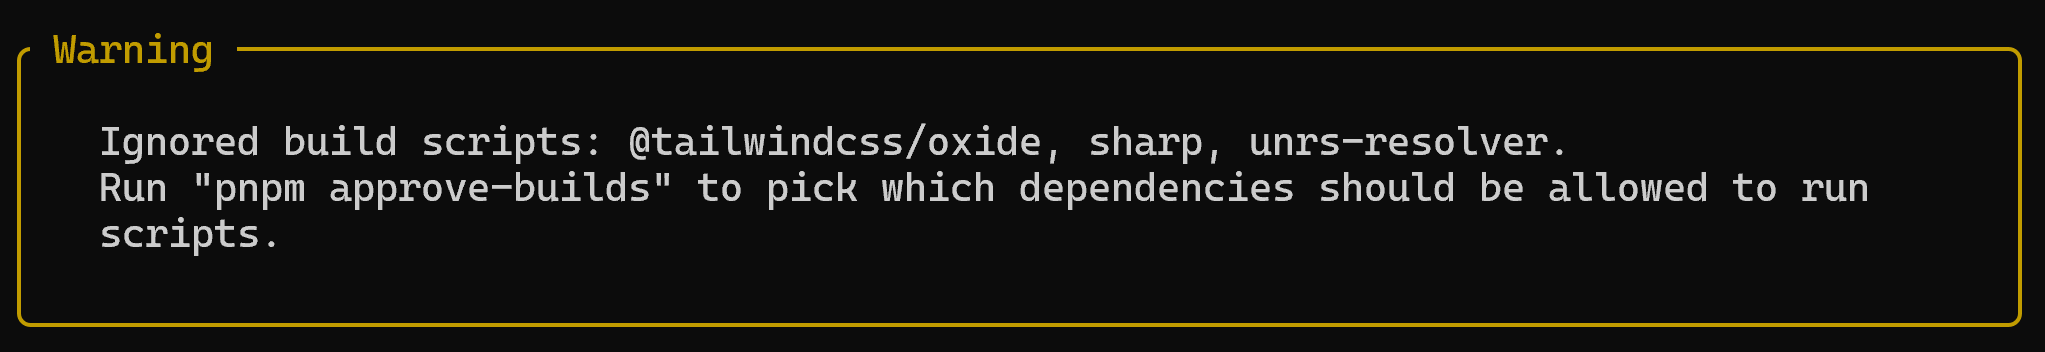 Warning
Ignored build scripts: @tailwindcss/oxide, sharp, unrs-resolver.
Run "pnpm approve-builds" to pick which dependencies should be allowed to run
scripts.